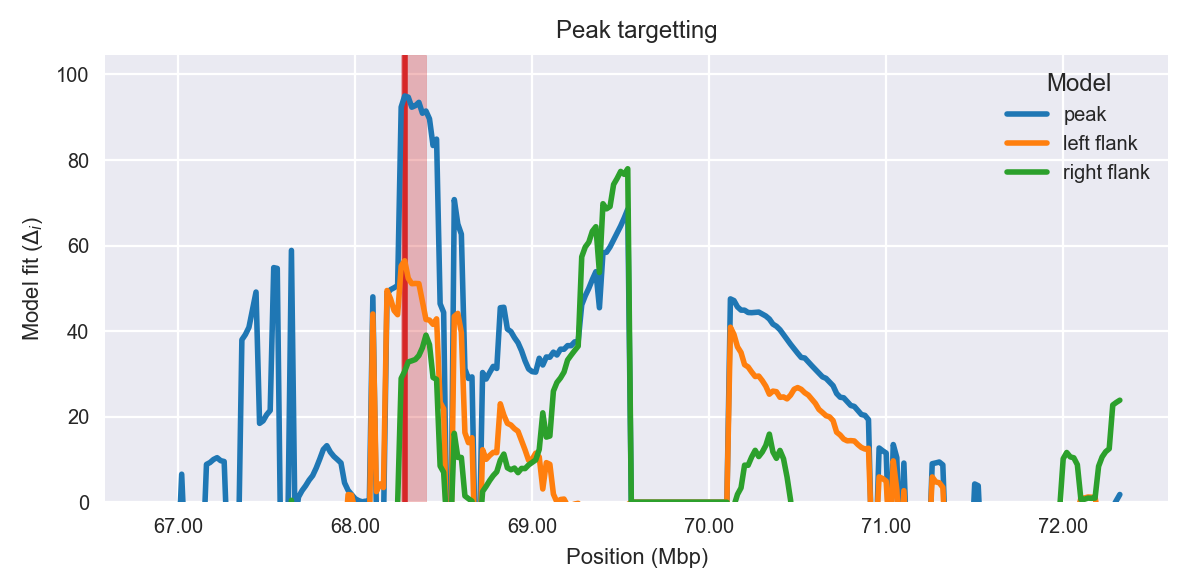 Peak targetting
Model fit (Δi)
100
80
60
40
20
0
Model
peak
left flank
right flank
67.00 68.00 69.00 70.00 71.00 72.00
Position (Mbp)